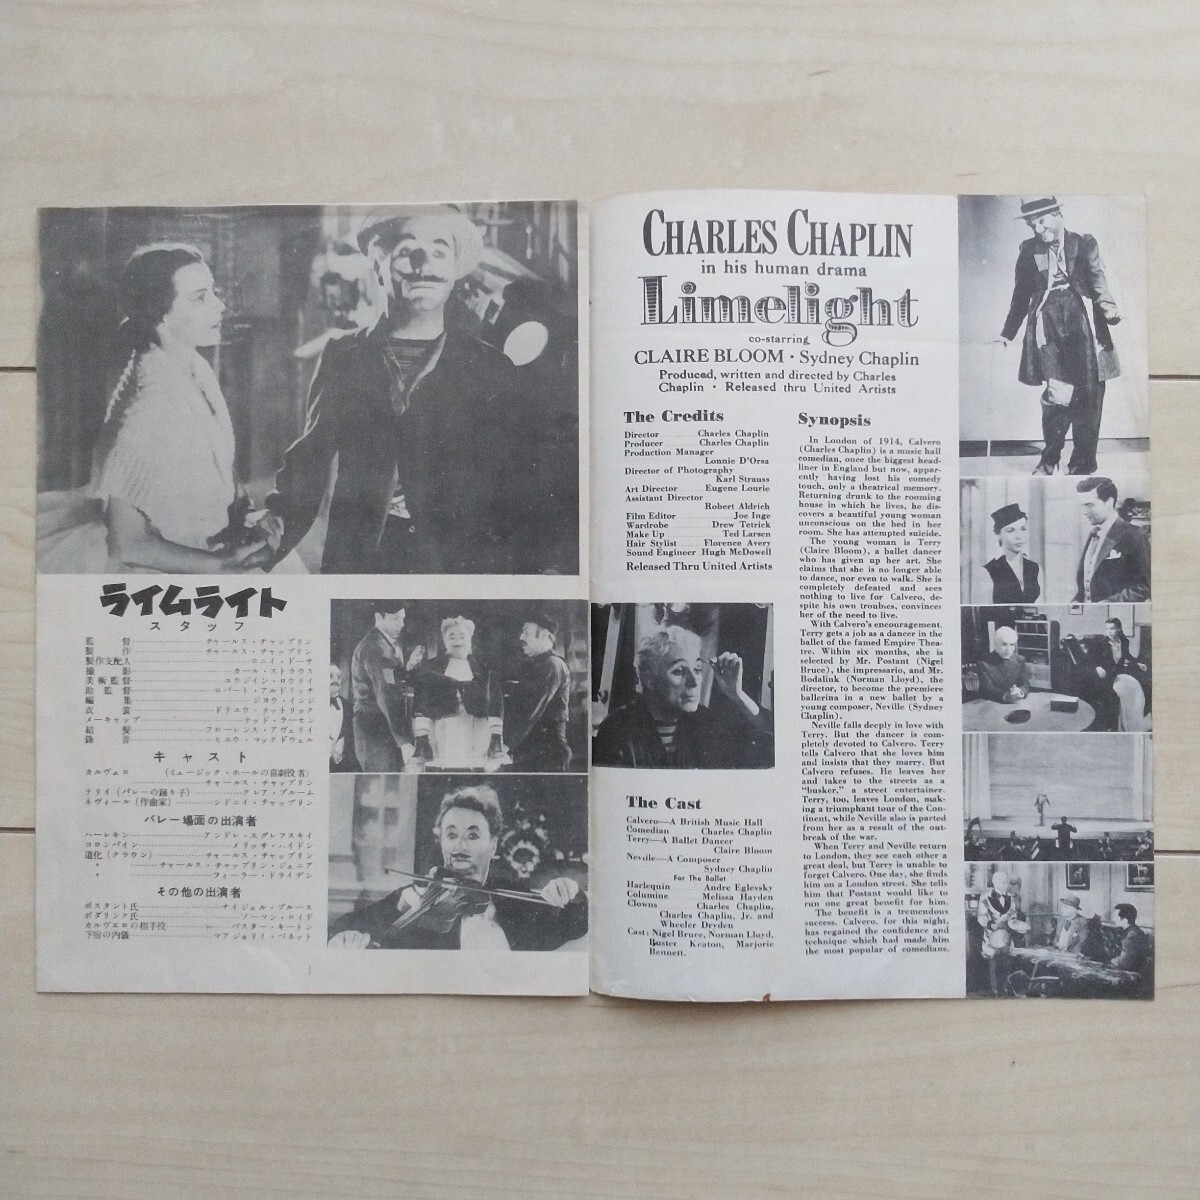 ライムライト
スタッフ
監督 チャールス・チャップリン
製作 チャールス・チャップリン
製作支配人 ロニイ・ドーサ
撮影 カール・ストラウス
美術監督 ユウジイン・ロウリイ
助監督 ロバート・アルドリッチ
編集 ジヨウ・インジ
衣裳 ドリユウ・テットリック
メーキャップ テッド・ラーセン
結髪 フローレンス・アヴェリイ
録音 ヒユウ・マックドウェル
キャスト
カルヴェロ (ミュージック・ホールの喜劇役者)
チャールス・チャップリン
テリイ(バレーの踊り子) クレア・ブルーム
ネヴィール(作曲家) シドニイ・チャップリン
バレー場面の出演者
ハーレキン アンドレ・エグレフスキイ
コロンバイン メリッサ・ハイドン
道化(クラウン) チャールス・チャップリン
〃 チャールス・チャップリン・ジュニア
〃 フィーラー・ドライデン
その他の出演者
ポスタント氏 ナイジェル・ブルース
ボダリンク氏 ノーマン・ロイド
カルヴェロの相手役 バスター・キートン
下宿の内儀 マアジョリイ・ベネット
1
CHARLES CHAPLIN
in his human drama
Limelight
co-starring
CLAIRE BLOOM · Sydney Chaplin
Produced, written and directed by Charles
Chaplin · Released thru United Artists
The Credits
Director Charles Chaplin
Producer Charles Chaplin
Production Manager
Lonnie D'Orsa
Director of Photography
Karl Strauss
Art Director Eugene Lourie
Assistant Director
Robert Aldrich
Film Editor Joe Inge
Wardrobe Drew Tetrick
Make Up Ted Larsen
Hair Stylist Florence Avery
Sound Engineer Hugh McDowell
Released Thru United Artists
The Cast
Calvero—A British Music Hall
Comedian Charles Chaplin
Terry—A Ballet Dancer
Claire Bloom
Nevile—A Composer
Sydney Chaplin
For The Ballet
Harlequin Andre Eglevsky
Columine Melissa Hayden
Clowns Charles Chaplin,
Charles Chaplin, Jr. and
Wheeler Dryden
Cast: Nigel Bruce, Norman Lloyd,
Buster Keaton, Marjorie
Bennett.
Synopsis
In London of 1914, Calvero
(Charles Chaplin) is a music hall
comedian, once the biggest head-
liner in England but now, appar-
ently having lost his comedy
touch, only a theatrical memory.
Returning drunk to the rooming
house in which he lives, he dis-
covers a beautiful young woman
unconscious on the bed in her
room. She has attempted suicide.
The young woman is Terry
(Claire Bloom), a ballet dancer
who has given up her art. She
claims that she is no longer able
to dance, nor even to walk. She is
completely defeated and sees
nothing to live for Calvero, de-
spite his own troubles, convinces
her of the need to live.
With Calvero's encouragement,
Terry gets a job as a dancer in the
ballet of the famed Empire Thea-
tre. Within six months, she is
selected by Mr. Postant (Nigel
Bruce), the impressario, and Mr.
Bodalink (Norman Lloyd), the
director, to become the premiere
ballerina in a new ballet by a
young composer, Neville (Sydney
Chaplin).
Neville falls deeply in love with
Terry. But the dancer is com-
pletely devoted to Calvero. Terry
tells Calvero that she loves him
and insists that they marry. But
Calvero refuses. He leaves her
and takes to the streets as a
"busker," a street entertainer.
Terry, too, leaves London, mak-
ing a triumphant tour of the Con-
tinent, while Neville also is parted
from her as a result of the out-
break of the war.
When Terry and Neville return
to London, they see each other a
great deal, but Terry is unable to
forget Calvero. One day, she finds
him on a London street. She tells
him that Postant would like to
run one great benefit for him.
The benefit is a tremendous
success. Calvero, for this night,
has regained the confidence and
technique which had made him
the most popular of comedians.